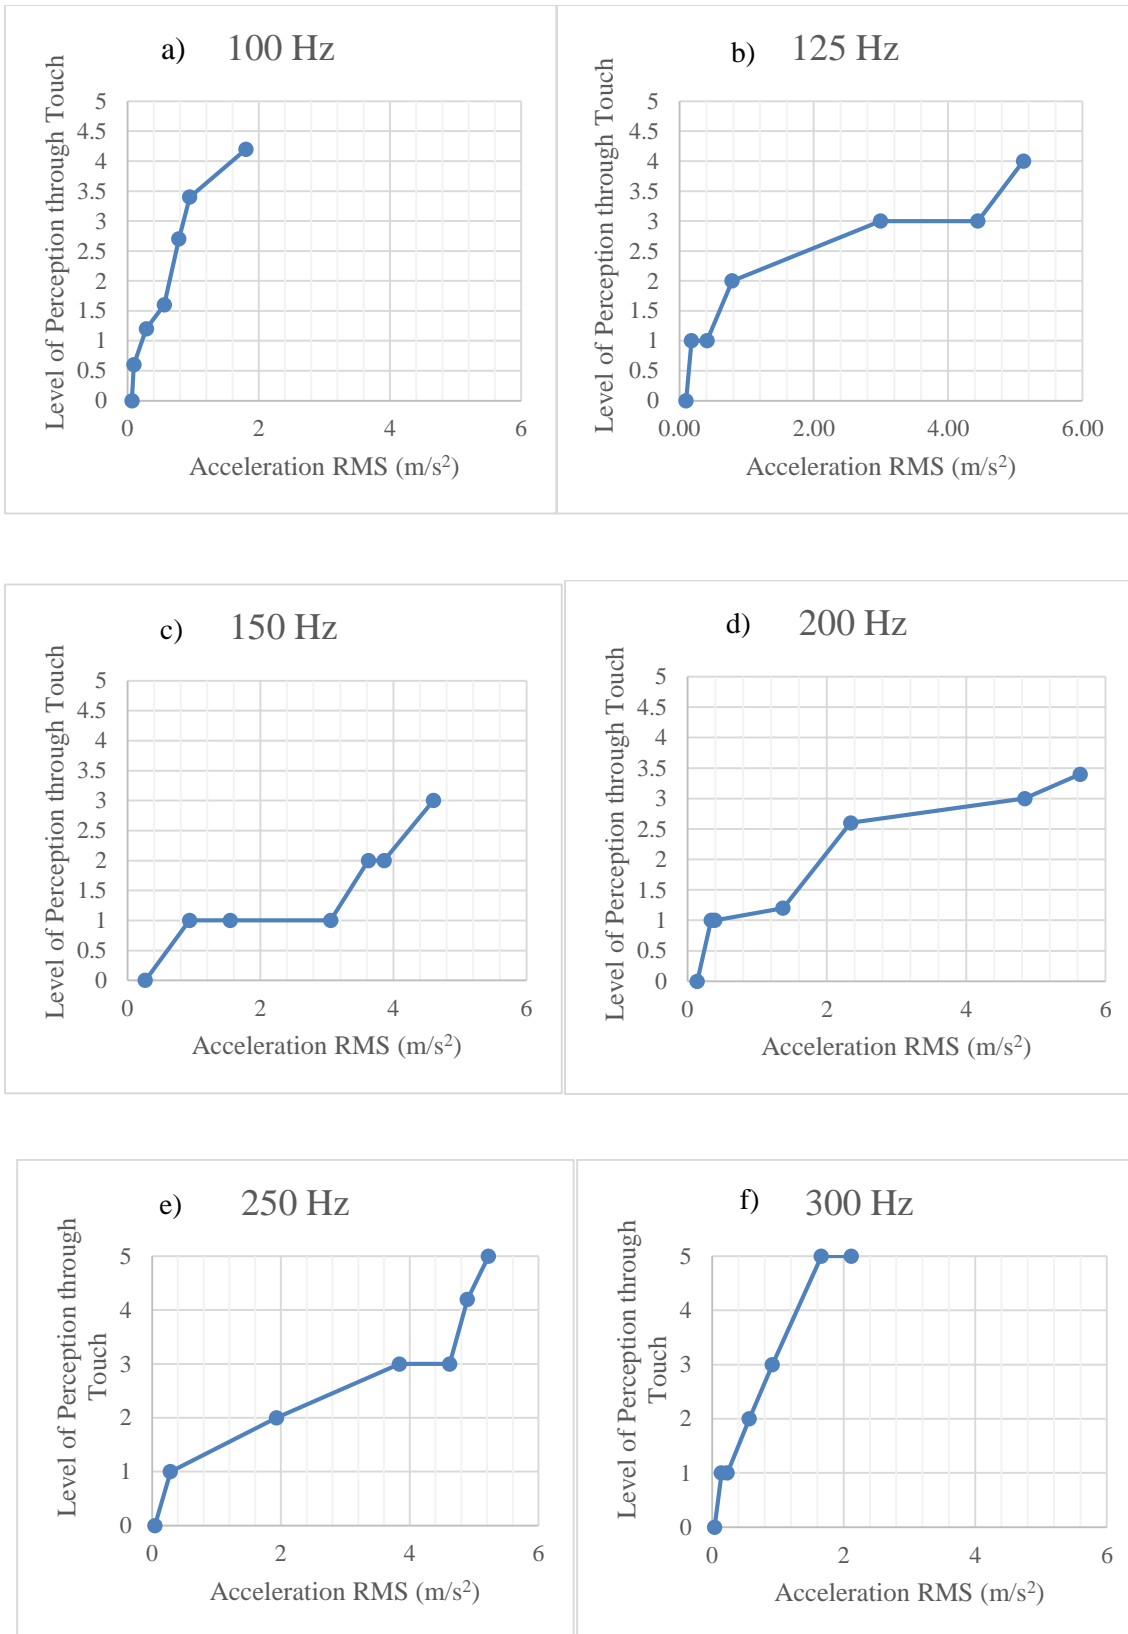 a) 100 Hz
Level of Perception through Touch
5
4.5
4
3.5
3
2.5
2
1.5
1
0.5
0
0 2 4 6
Acceleration RMS (m/s²)
b) 125 Hz
Level of Perception through Touch
5
4.5
4
3.5
3
2.5
2
1.5
1
0.5
0
0.00 2.00 4.00 6.00
Acceleration RMS (m/s²)
c) 150 Hz
Level of Perception through Touch
5
4.5
4
3.5
3
2.5
2
1.5
1
0.5
0
0 2 4 6
Acceleration RMS (m/s²)
d) 200 Hz
Level of Perception through Touch
5
4.5
4
3.5
3
2.5
2
1.5
1
0.5
0
0 2 4 6
Acceleration RMS (m/s²)
e) 250 Hz
Level of Perception through
Touch
5
4
3
2
1
0
0 2 4 6
Acceleration RMS (m/s²)
f) 300 Hz
Level of Perception through
Touch
5
4
3
2
1
0
0 2 4 6
Acceleration RMS (m/s²)